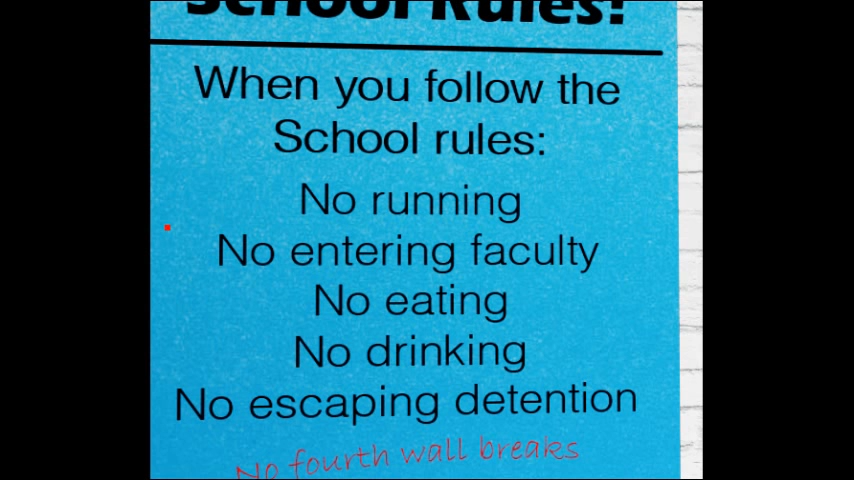 School Rules!
When you follow the
School rules:
No running
No entering faculty
No eating
No drinking
No escaping detention
No fourth wall breaks